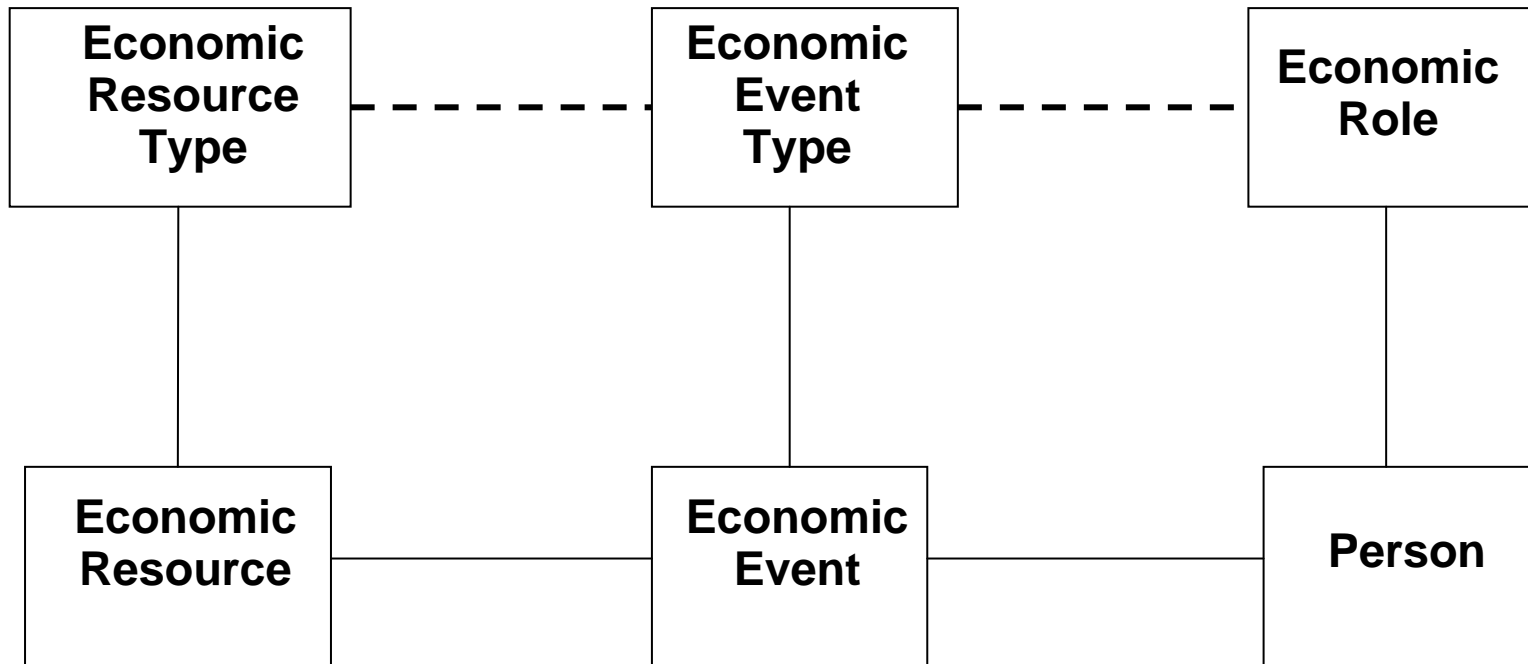 Economic
Resource
Type
Economic
Event
Type
Economic
Role
Economic
Resource
Economic
Event
Person